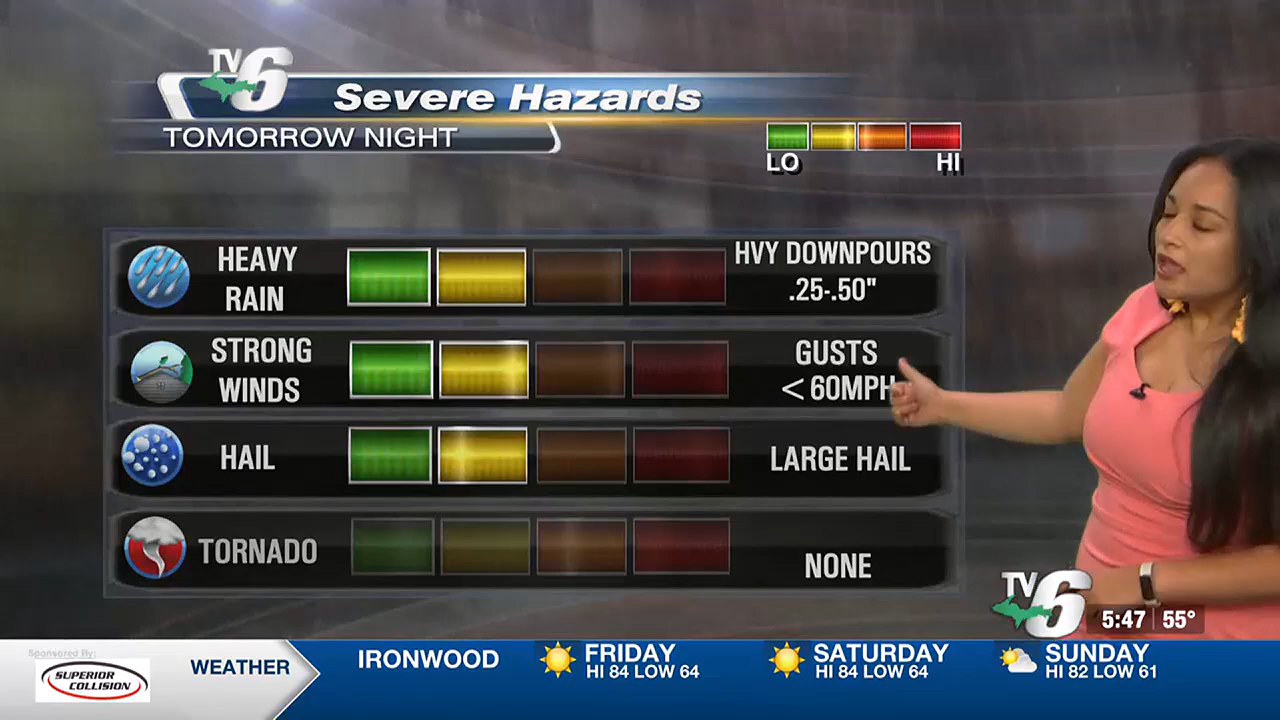 TV6
Severe Hazards
TOMORROW NIGHT
LO HI
HEAVY RAIN
HVY DOWNPOURS
.25-.50"
STRONG WINDS
GUSTS
< 60MPH
HAIL
LARGE HAIL
TORNADO
NONE
TV6
5:47 55°
Sponsored By:
SUPERIOR
COLLISION
WEATHER
IRONWOOD
FRIDAY
HI 84 LOW 64
SATURDAY
HI 84 LOW 64
SUNDAY
HI 82 LOW 61